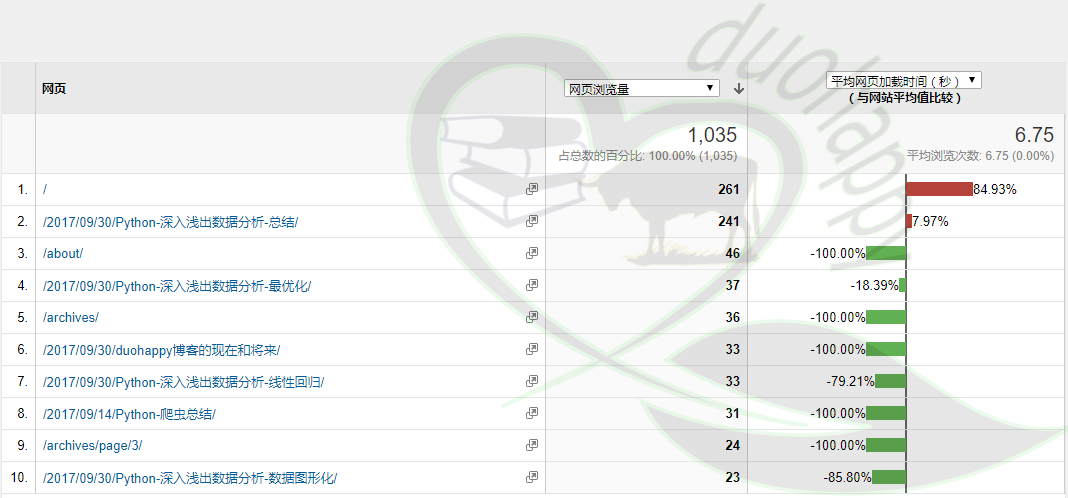 duohappy
网页
网页浏览量
平均网页加载时间（秒）
（与网站平均值比较）
1,035
占总数的百分比: 100.00% (1,035)
6.75
平均浏览次数: 6.75 (0.00%)
1. / 261 84.93%
2. /2017/09/30/Python-深入浅出数据分析-总结/ 241 7.97%
3. /about/ 46 -100.00%
4. /2017/09/30/Python-深入浅出数据分析-最优化/ 37 -18.39%
5. /archives/ 36 -100.00%
6. /2017/09/30/duohappy博客的现在和将来/ 33 -100.00%
7. /2017/09/30/Python-深入浅出数据分析-线性回归/ 33 -79.21%
8. /2017/09/14/Python-爬虫总结/ 31 -100.00%
9. /archives/page/3/ 24 -100.00%
10. /2017/09/30/Python-深入浅出数据分析-数据图形化/ 23 -85.80%